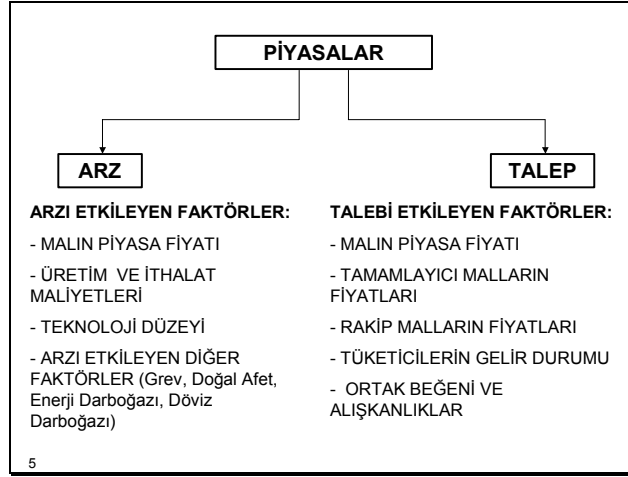 PİYASALAR
ARZ
TALEP
ARZI ETKİLEYEN FAKTÖRLER:
- MALIN PİYASA FİYATI
- ÜRETİM VE İTHALAT
MALİYETLERİ
- TEKNOLOJİ DÜZEYİ
- ARZI ETKİLEYEN DİĞER
FAKTÖRLER (Grev, Doğal Afet,
Enerji Darboğazı, Döviz
Darboğazı)
TALEBİ ETKİLEYEN FAKTÖRLER:
- MALIN PİYASA FİYATI
- TAMAMLAYICI MALLARIN
FİYATLARI
- RAKİP MALLARIN FİYATLARI
- TÜKETİCİLERİN GELİR DURUMU
- ORTAK BEĞENİ VE
ALIŞKANLIKLAR
5